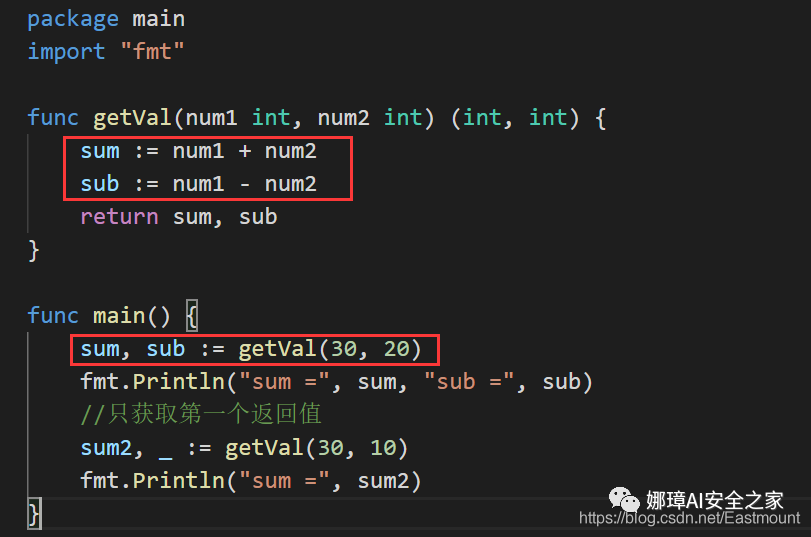 package main
import "fmt"
func getVal(num1 int, num2 int) (int, int) {
sum := num1 + num2
sub := num1 - num2
return sum, sub
}
func main() {
sum, sub := getVal(30, 20)
fmt.Println("sum =", sum, "sub =", sub)
//只获取第一个返回值
sum2, _ := getVal(30, 10)
fmt.Println("sum =", sum2)
}
娜璋AI安全之家
https://blog.csdn.net/Eastmount